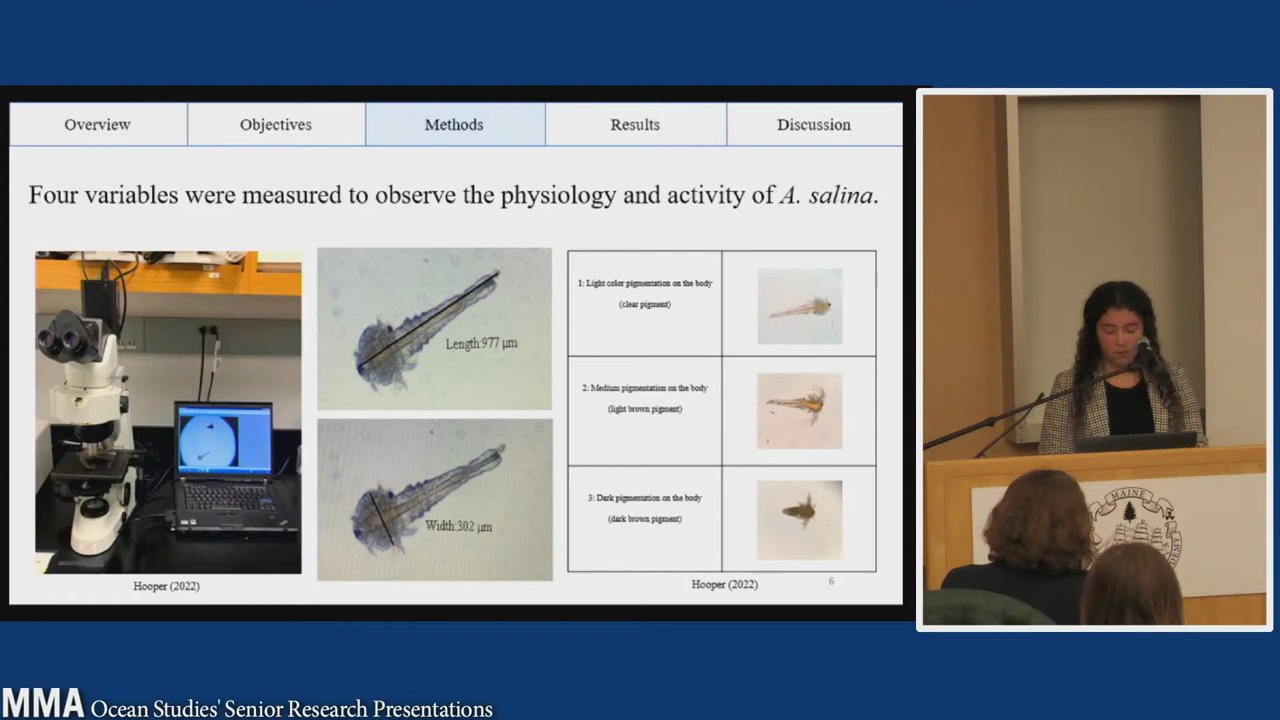 Overview
Objectives
Methods
Results
Discussion
Four variables were measured to observe the physiology and activity of A. salina.
Length:977 µm
Width:302 µm
1: Light color pigmentation on the body
(clear pigment)
2: Medium pigmentation on the body
(light brown pigment)
3: Dark pigmentation on the body
(dark brown pigment)
Hooper (2022)
Hooper (2022)
6
MAINE
MMA Ocean Studies' Senior Research Presentations